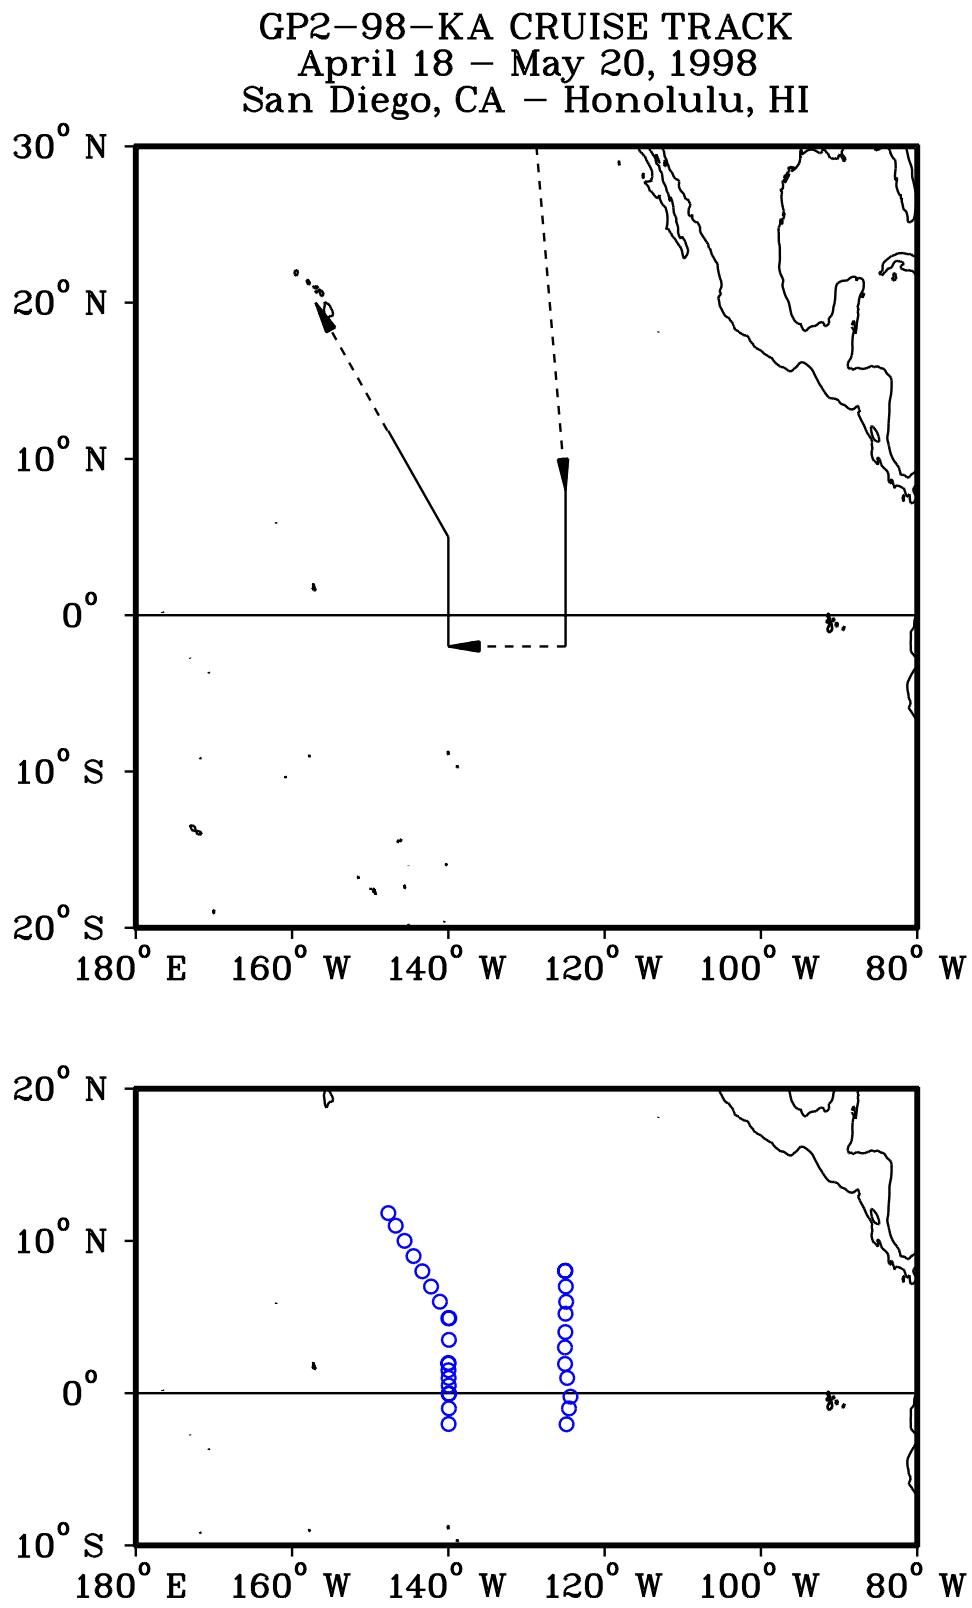 GP2-98-KA CRUISE TRACK
April 18 - May 20, 1998
San Diego, CA - Honolulu, HI
30° N
20° N
10° N
0°
10° S
20° S
180° E 160° W 140° W 120° W 100° W 80° W
20° N
10° N
0°
10° S
180° E 160° W 140° W 120° W 100° W 80° W